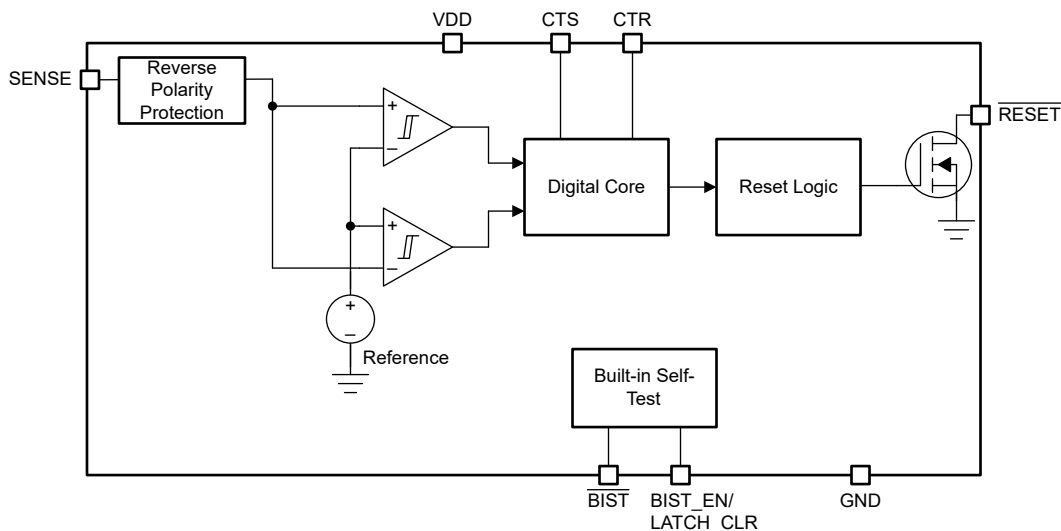 VDD
CTS
CTR
SENSE
Reverse
Polarity
Protection
RESET
+
−
+
−
Digital Core
Reset Logic
+
−
Reference
Built-in Self-
Test
BIST
BIST_EN/
LATCH_CLR
GND